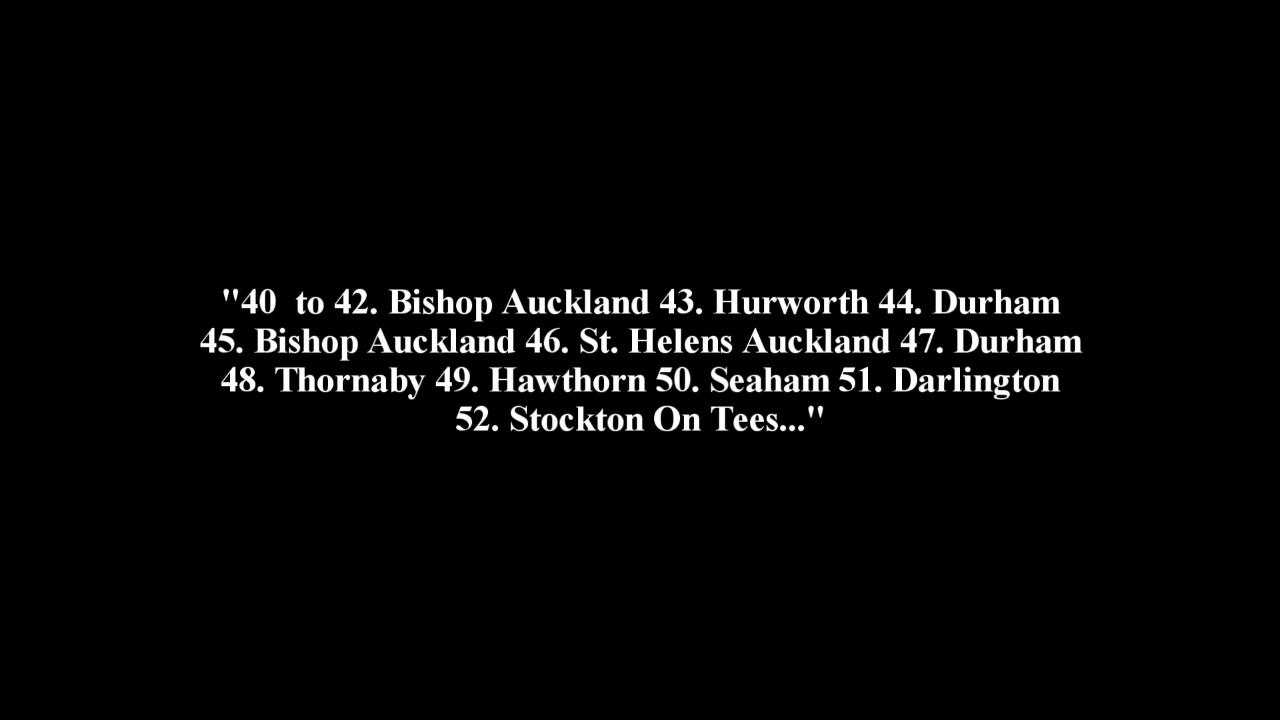 "40  to 42. Bishop Auckland 43. Hurworth 44. Durham
45. Bishop Auckland 46. St. Helens Auckland 47. Durham
48. Thornaby 49. Hawthorn 50. Seaham 51. Darlington
52. Stockton On Tees..."